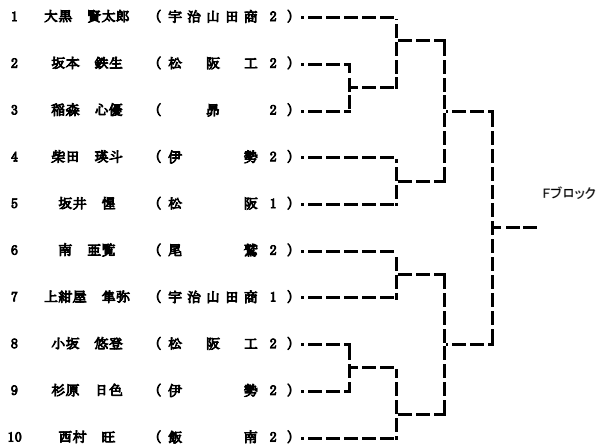 1 大黒 賢太郎 ( 宇治山田商 2 )
2 坂本 鉄生 ( 松阪工 2 )
3 稲森 心優 ( 昴 2 )
4 柴田 瑛斗 ( 伊勢 2 )
5 坂井 惺 ( 松阪 1 )
Fブロック
6 南 亜覧 ( 尾鷲 2 )
7 上紺屋 隼弥 ( 宇治山田商 1 )
8 小坂 悠登 ( 松阪工 2 )
9 杉原 日色 ( 伊勢 2 )
10 西村 旺 ( 飯南 2 )